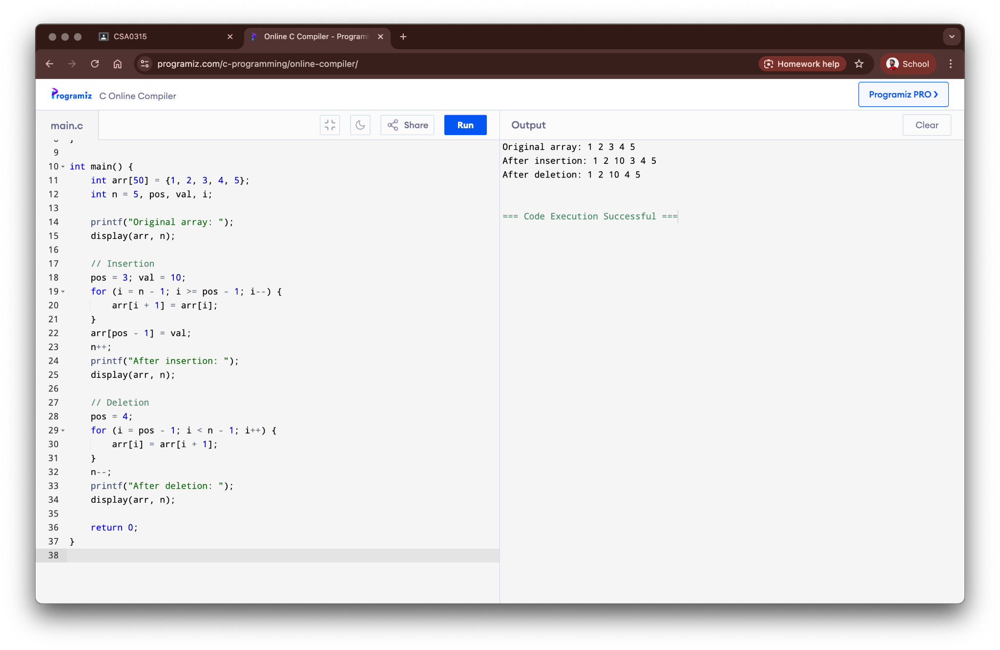 CSA0315
Online C Compiler - Programi
programiz.com/c-programming/online-compiler/
Homework help
School
Programiz
C Online Compiler
Programiz PRO ❯
main.c
Share
Run
Output
Clear
}
9
10 int main() {
11     int arr[50] = {1, 2, 3, 4, 5};
12     int n = 5, pos, val, i;
13
14     printf("Original array: ");
15     display(arr, n);
16
17     // Insertion
18     pos = 3; val = 10;
19     for (i = n - 1; i >= pos - 1; i--) {
20         arr[i + 1] = arr[i];
21     }
22     arr[pos - 1] = val;
23     n++;
24     printf("After insertion: ");
25     display(arr, n);
26
27     // Deletion
28     pos = 4;
29     for (i = pos - 1; i < n - 1; i++) {
30         arr[i] = arr[i + 1];
31     }
32     n--;
33     printf("After deletion: ");
34     display(arr, n);
35
36     return 0;
37 }
38
Original array: 1 2 3 4 5
After insertion: 1 2 10 3 4 5
After deletion: 1 2 10 4 5
=== Code Execution Successful ===